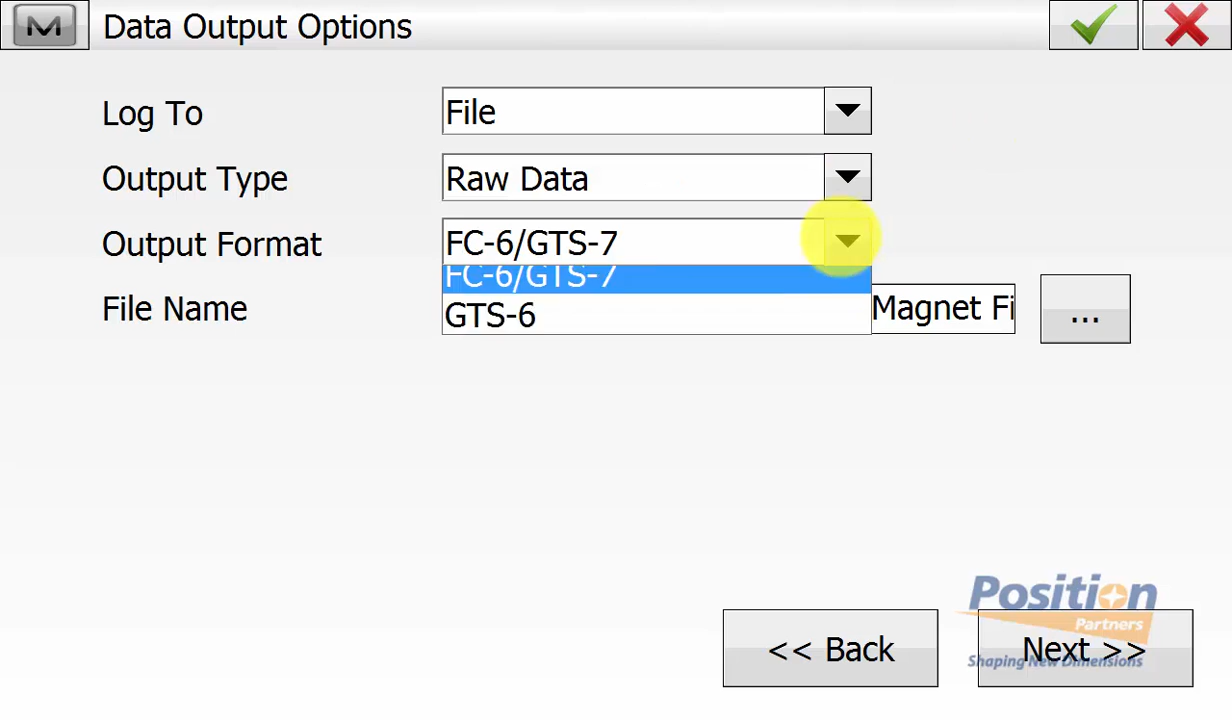 Data Output Options
Log To
File
Output Type
Raw Data
Output Format
FC-6/GTS-7
FC-6/GTS-7
GTS-6
File Name
Magnet Fi
...
Position
Partners
Shaping New Dimensions
<< Back
Next >>